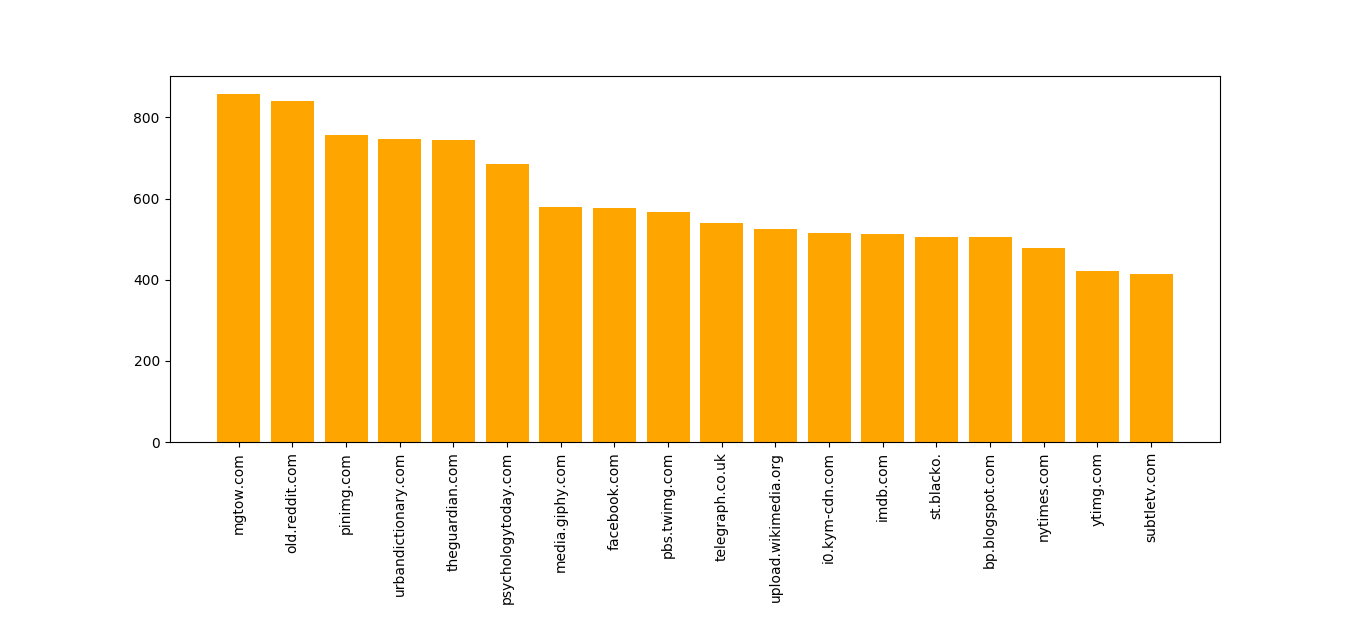 800
600
400
200
0
mgtow.com
old.reddit.com
pinimg.com
urbandictionary.com
theguardian.com
psychologytoday.com
media.giphy.com
facebook.com
pbs.twimg.com
telegraph.co.uk
upload.wikimedia.org
i0.kym-cdn.com
imdb.com
st.blacko.
bp.blogspot.com
nytimes.com
ytimg.com
subtletv.com